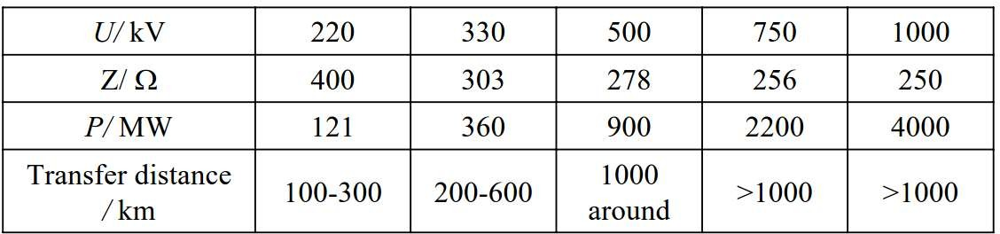 U/ kV 220 330 500 750 1000
Z/ Ω 400 303 278 256 250
P/ MW 121 360 900 2200 4000
Transfer distance
/ km 100-300 200-600 1000
around >1000 >1000